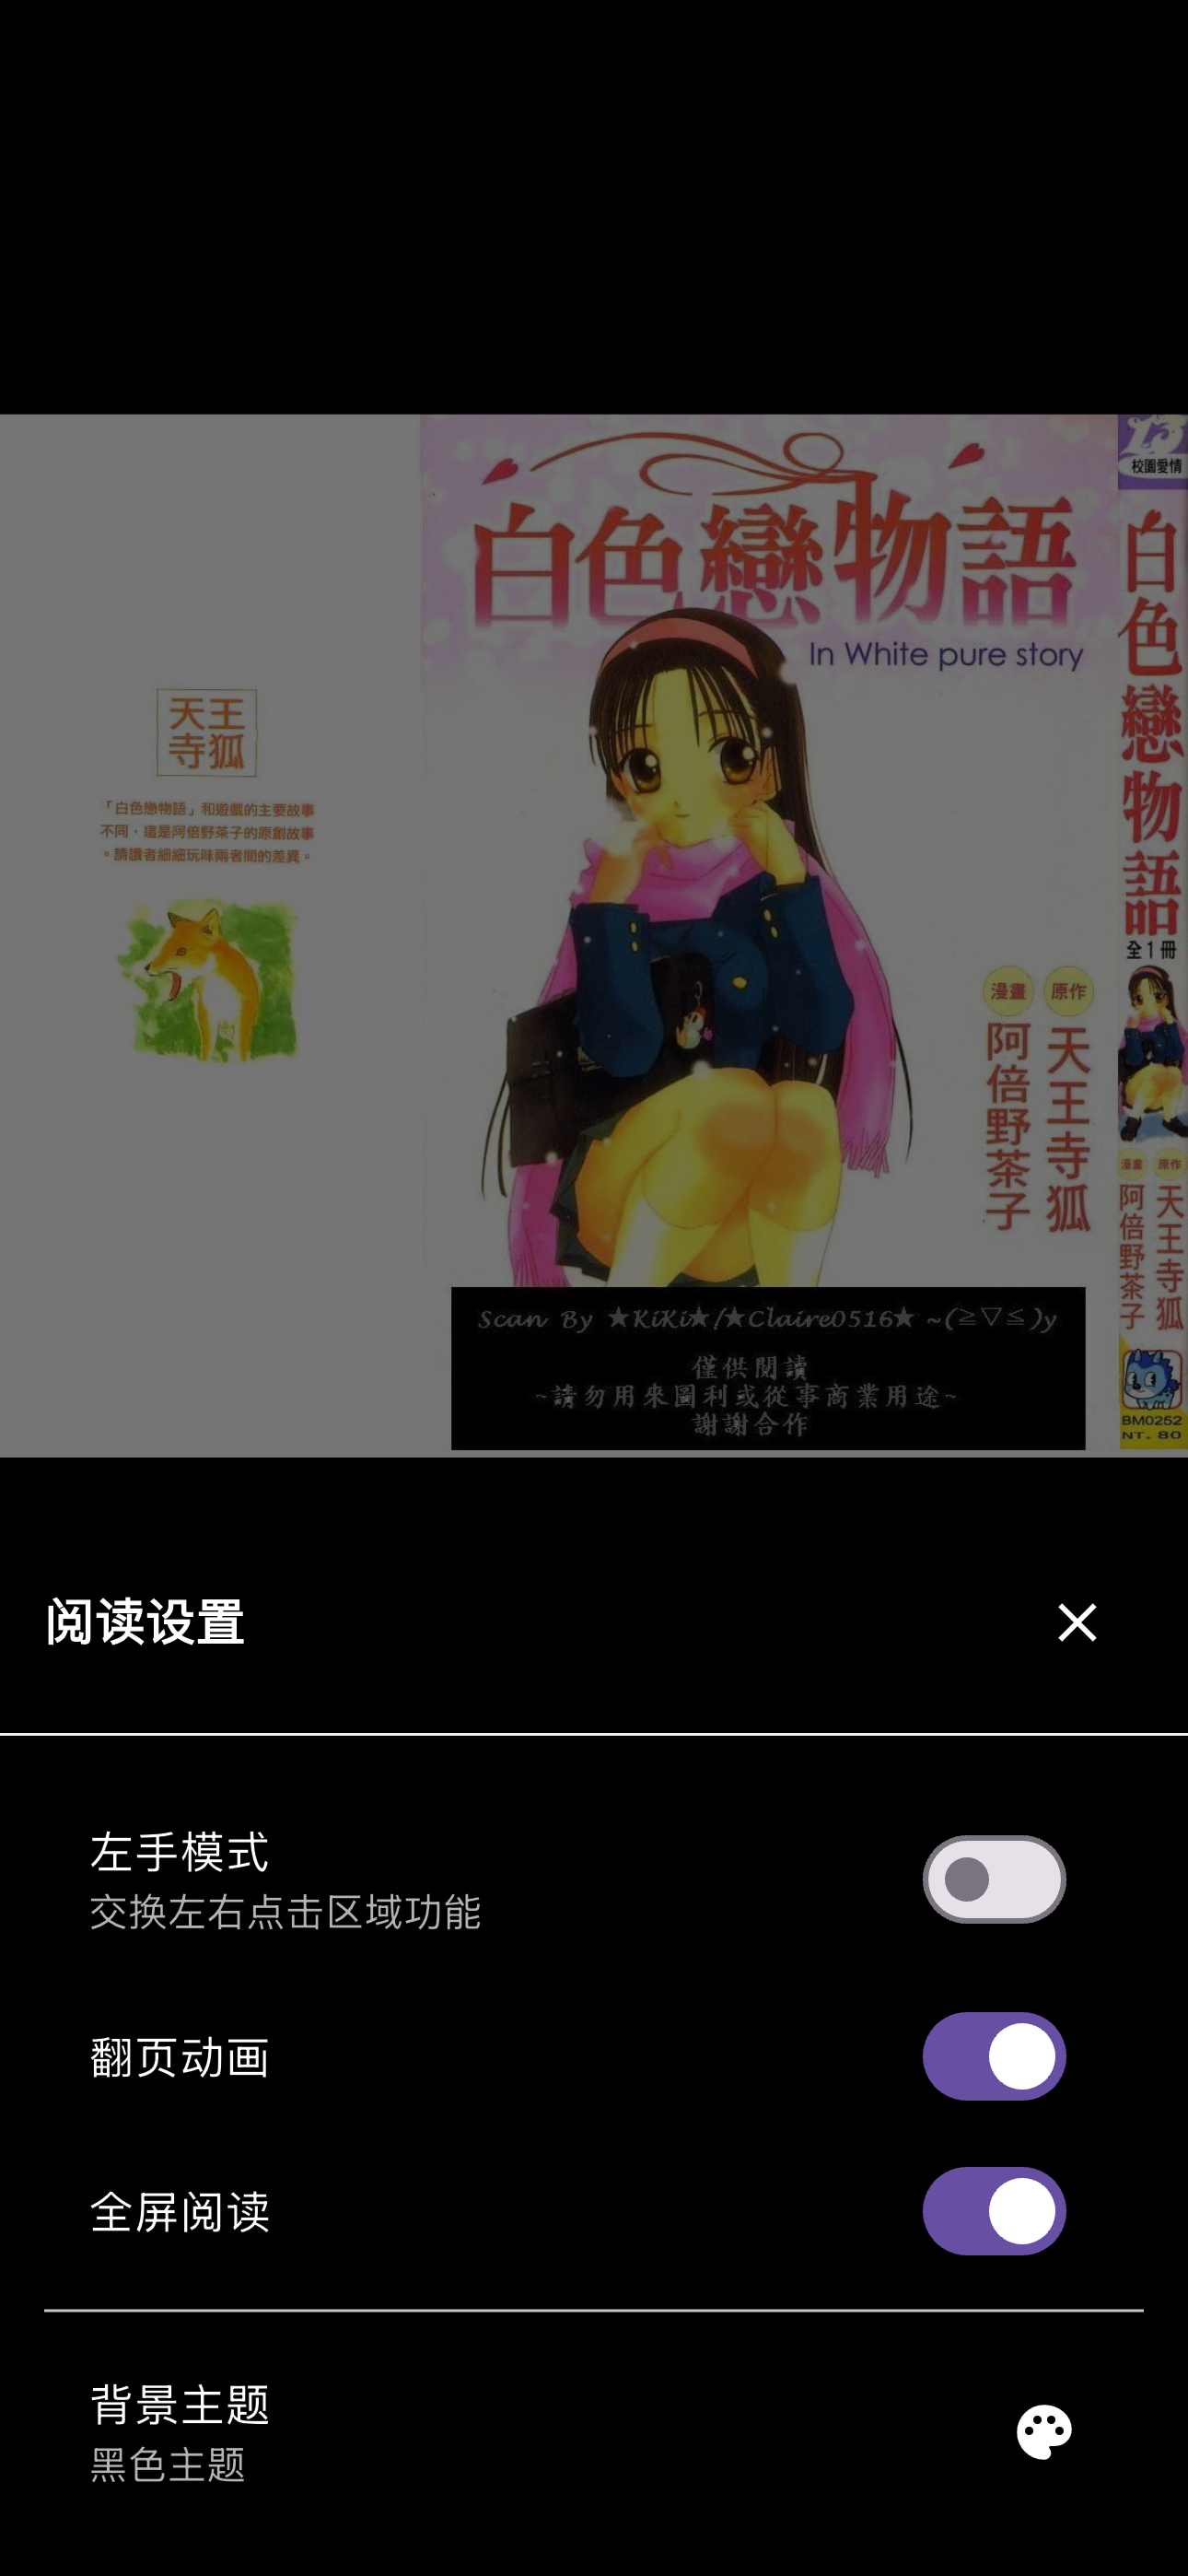 白色戀物語
In White pure story
天王
寺狐
「白色戀物語」和遊戲的主要故事
不同，這是阿倍野茶子的原創故事
。請讀者細細玩味兩者間的差異。
漫畫 原作
阿倍野茶子
天王寺狐
校園愛情
白色戀物語
全1冊
漫畫 原作
阿倍野茶子
天王寺狐
BM0252
NT. 80
Scan By ★KiKi★/★Claire0516★ ~(≧▽≦)y
僅供閱讀
~請勿用來圖利或從事商業用途~
謝謝合作
阅读设置
左手模式
交换左右点击区域功能
翻页动画
全屏阅读
背景主题
黑色主题